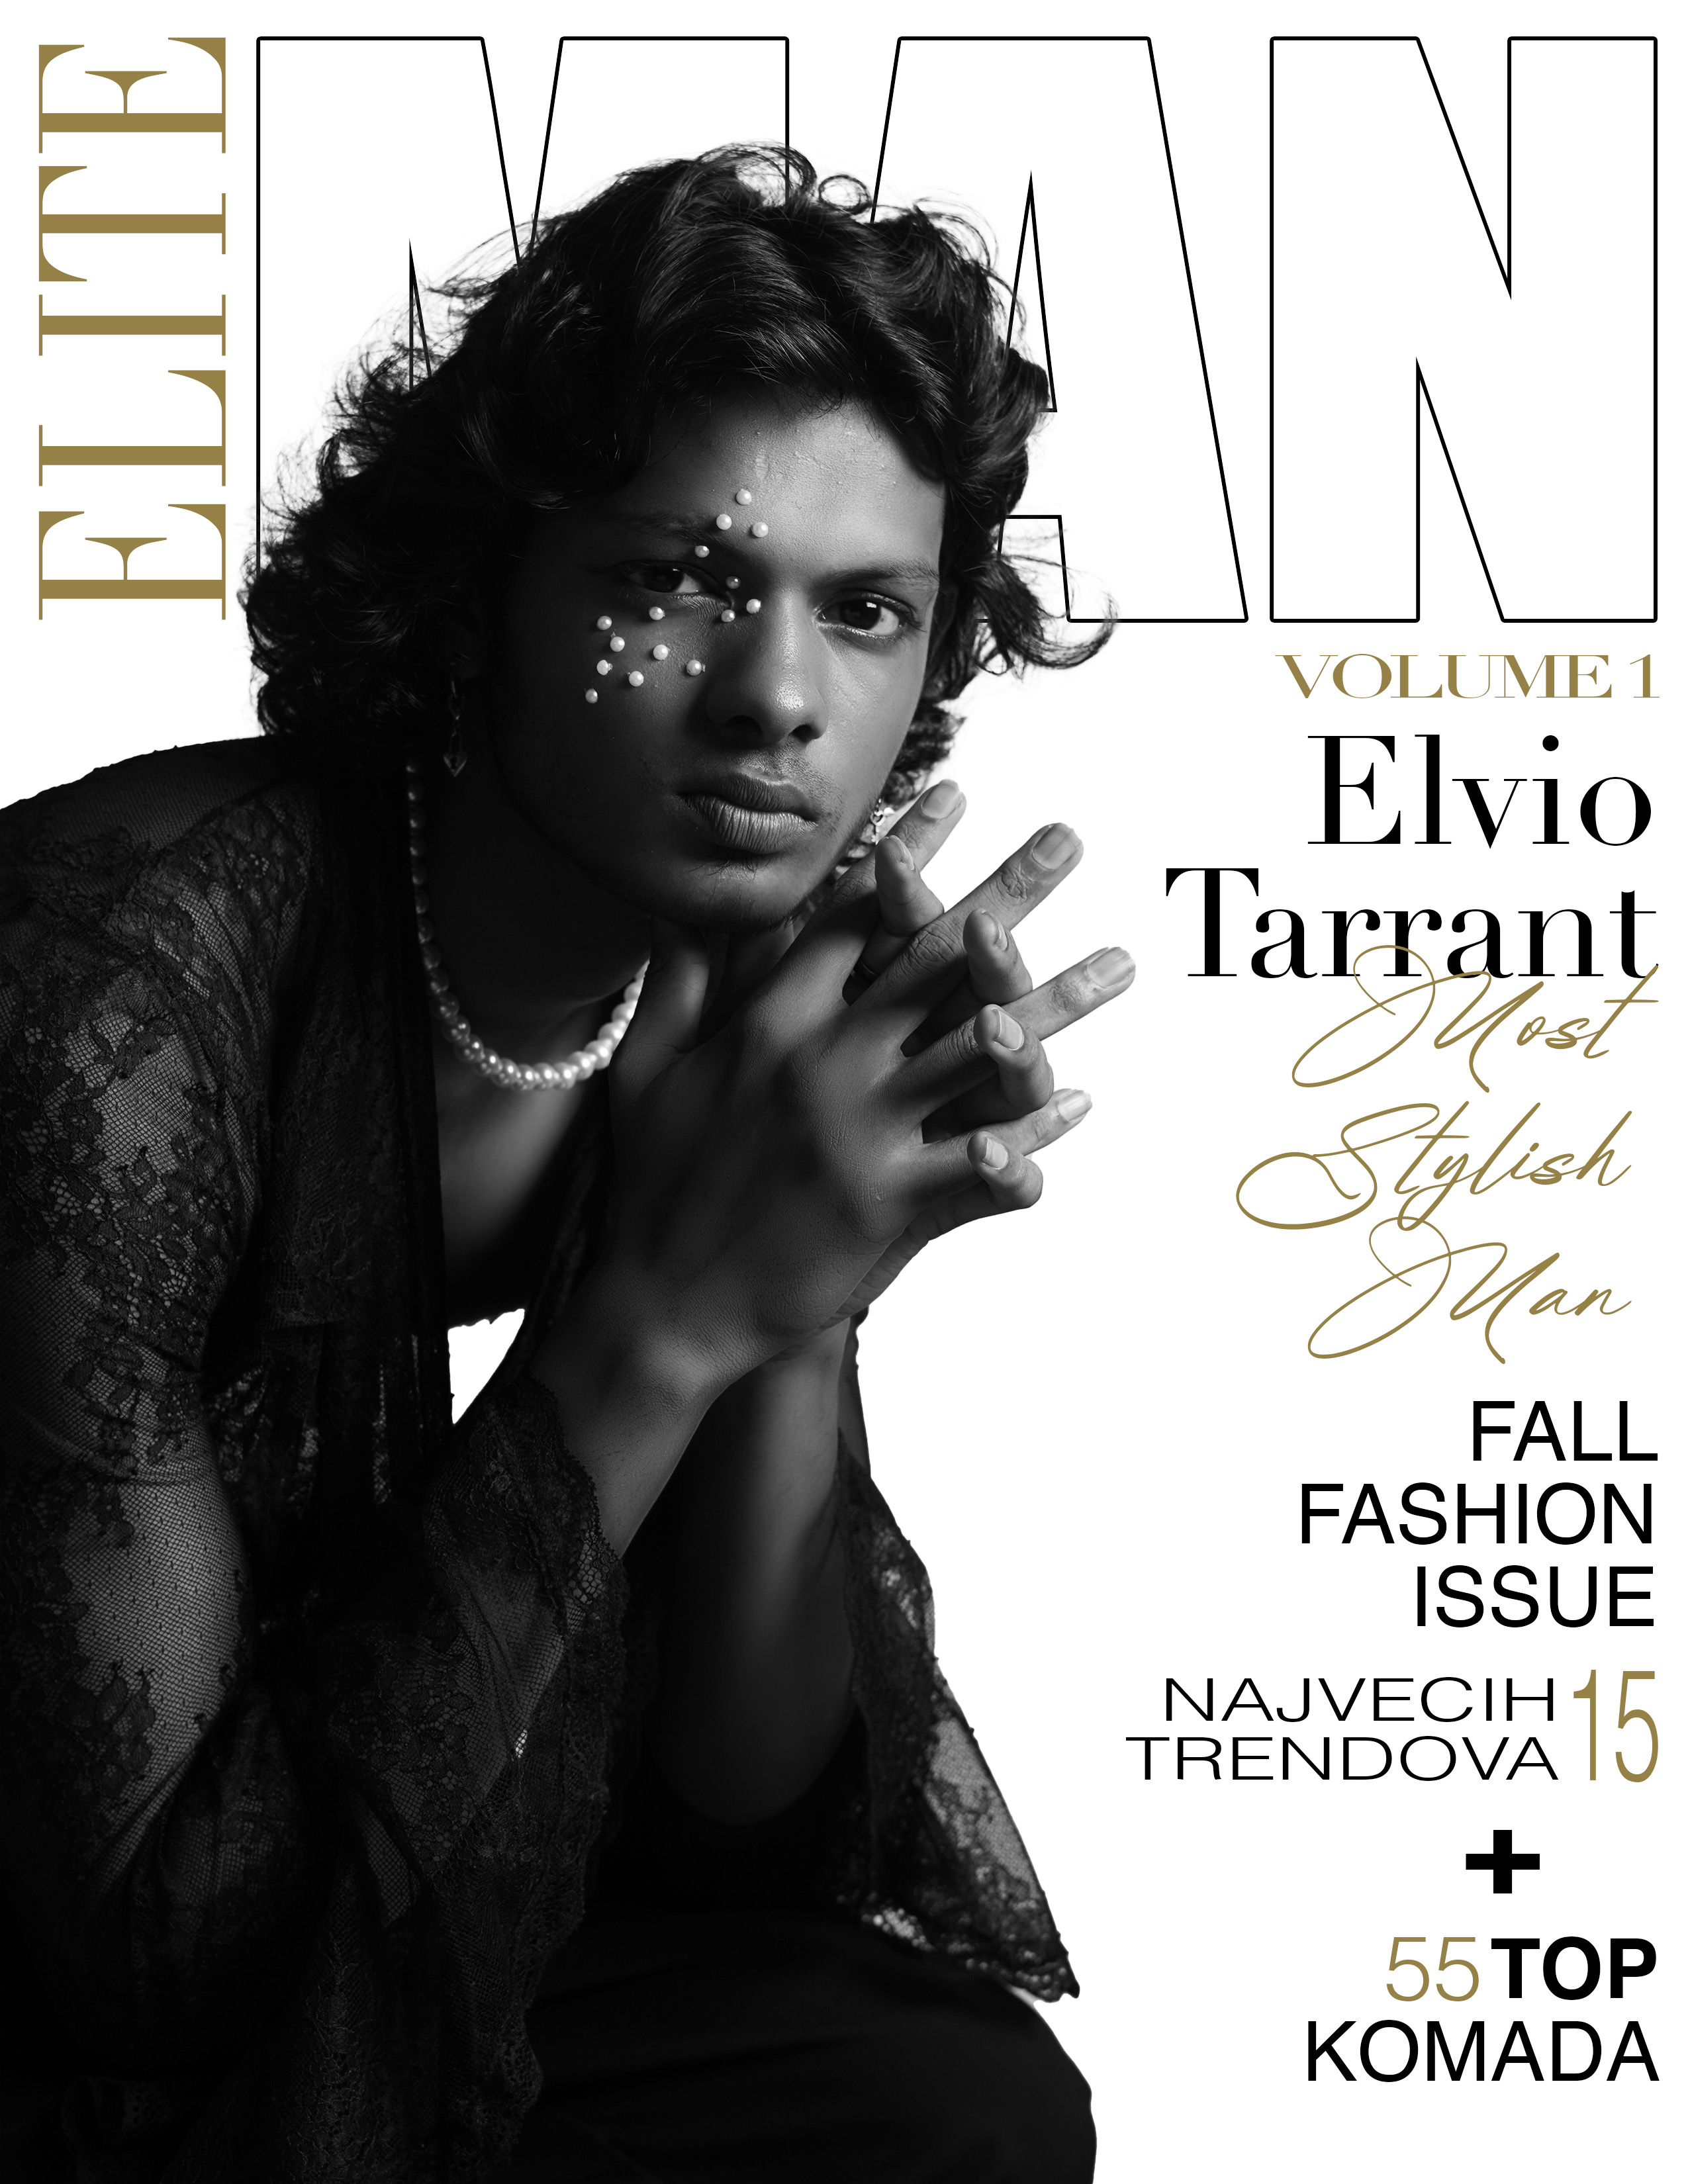 ELITE
MAN
VOLUME 1
Elvio
Tarrant
Most
Stylish
Man
FALL
FASHION
ISSUE
NAJVECIH 15
TRENDOVA
+
55 TOP
KOMADA